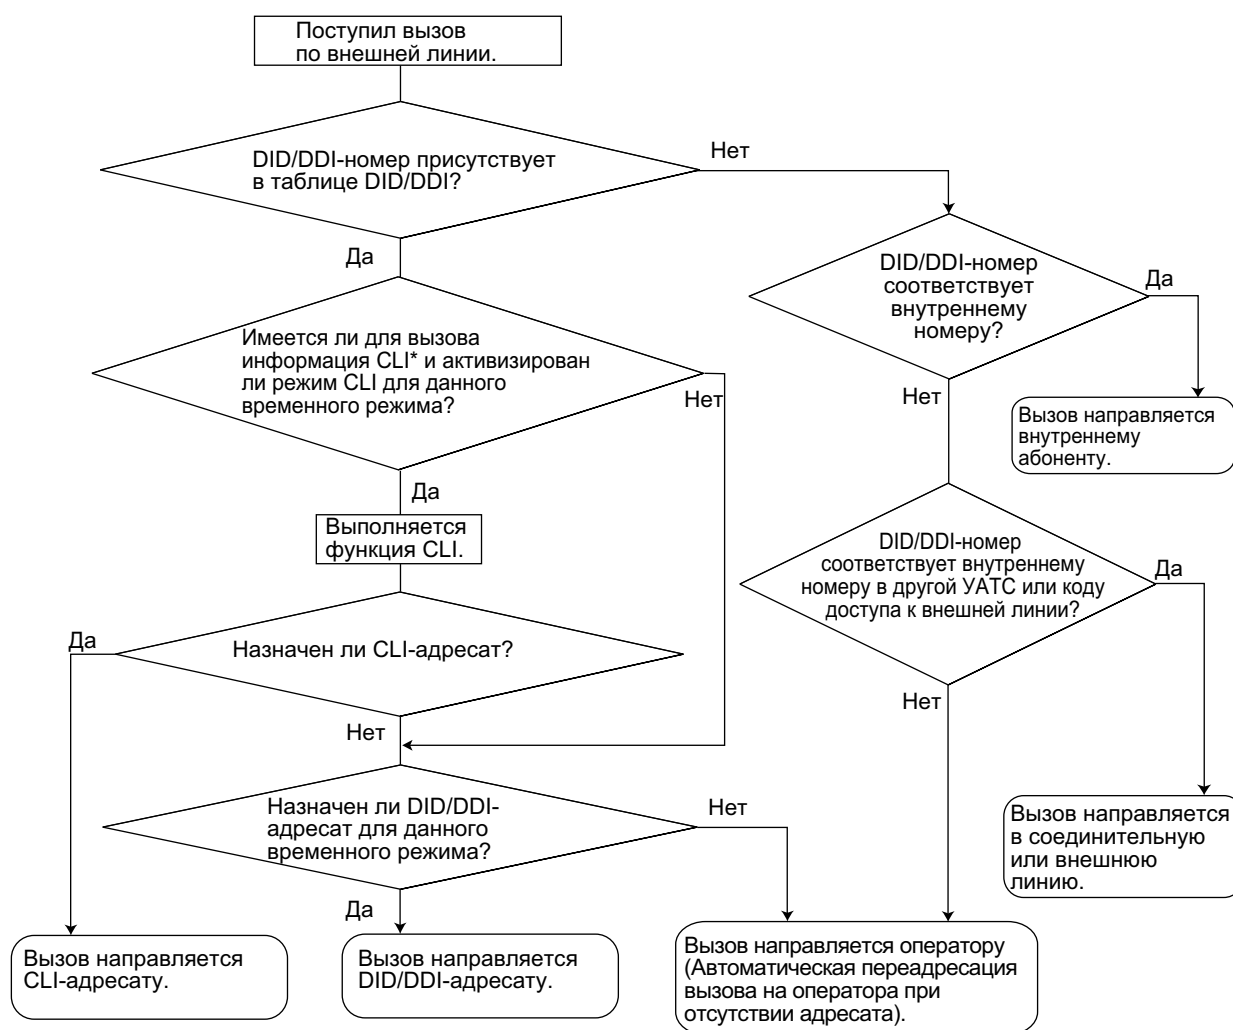 Поступил вызов
по внешней линии.
Нет
DID/DDI-номер присутствует
в таблице DID/DDI?
Да
DID/DDI-номер
соответствует
внутреннему
номеру?
Да
Имеется ли для вызова
информация CLI* и активизирован
ли режим CLI для данного
временного режима?
Нет
Нет
Вызов направляется
внутреннему
абоненту.
Да
Выполняется
функция CLI.
DID/DDI-номер
соответствует внутреннему
номеру в другой УАТС или коду
доступа к внешней линии?
Да
Да
Назначен ли CLI-адресат?
Нет
Нет
Назначен ли DID/DDI-
адресат для данного
временного режима?
Нет
Вызов направляется
в соединительную
или внешнюю
линию.
Да
Вызов направляется
CLI-адресату.
Вызов направляется
DID/DDI-адресату.
Вызов направляется оператору
(Автоматическая переадресация
вызова на оператора при
отсутствии адресата).